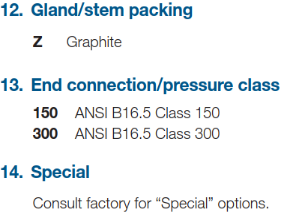 12. Gland/stem packing
Z Graphite
13. End connection/pressure class
150 ANSI B16.5 Class 150
300 ANSI B16.5 Class 300
14. Special
Consult factory for “Special” options.